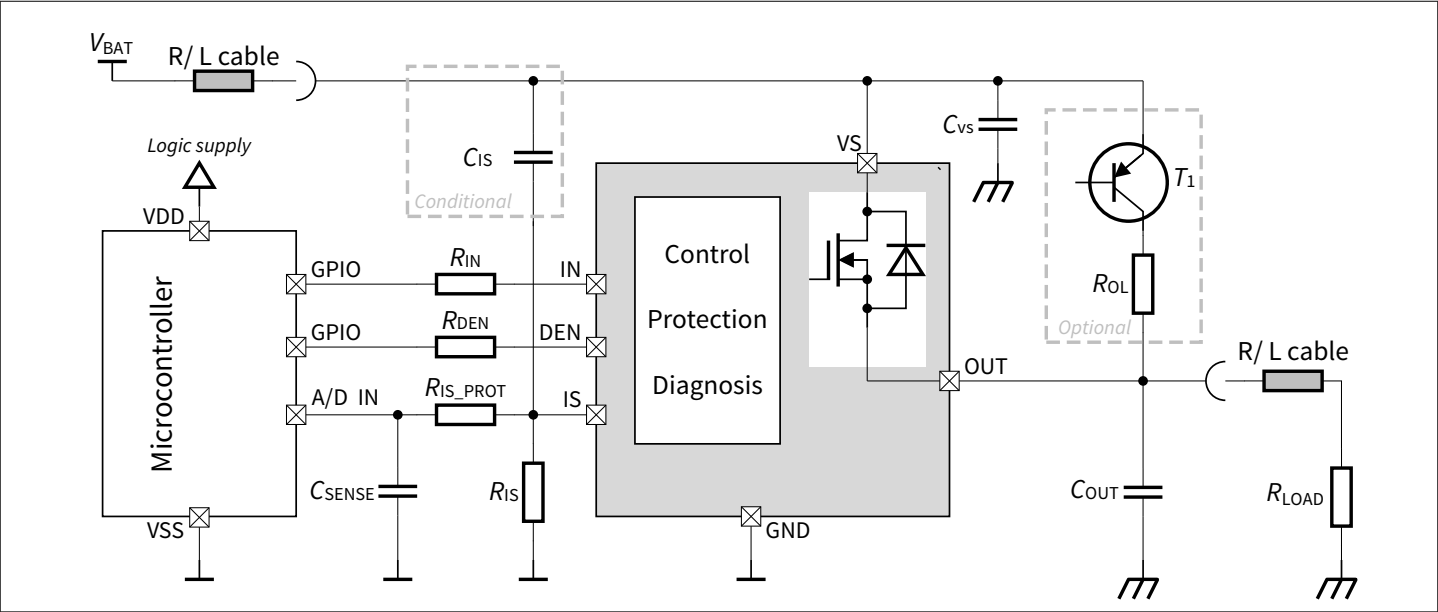 VBAT
R/ L cable
Logic supply
CIS
Conditional
VDD
Microcontroller
GPIO
RIN
IN
GPIO
RDEN
DEN
A/D IN
RIS_PROT
IS
CSENSE
RIS
VSS
VS
Control
Protection
Diagnosis
GND
OUT
Cvs
T1
ROL
Optional
R/ L cable
COUT
RLOAD